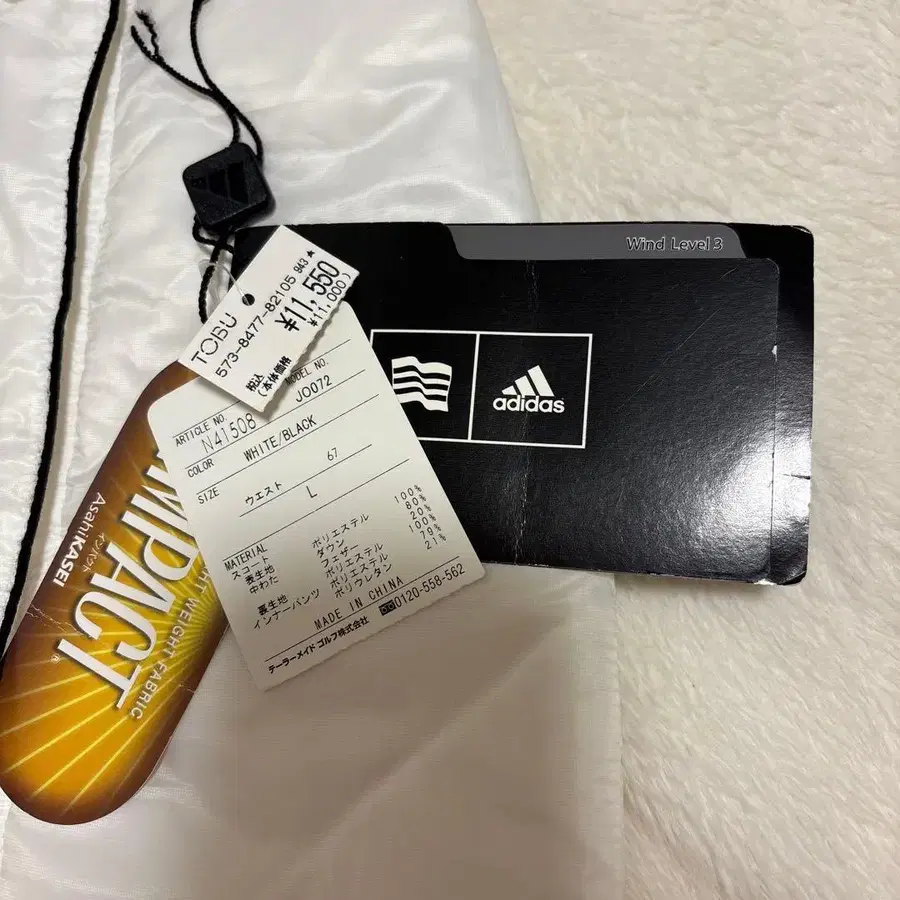 Wind Level 3
adidas
TOBU
573-8477-82105 943 ★
税込 ¥11,550
(本体価格 ¥11,000)
ARTICLE NO. MODEL NO.
N41508 JO072
COLOR WHITE/BLACK
SIZE ウエスト 67
L
MATERIAL
スコート
表生地 ポリエステル 100%
中わた ダウン 80%
フェザー 20%
裏生地 ポリエステル 100%
インナーパンツ ポリエステル 79%
ポリウレタン 21%
MADE IN CHINA
テーラーメイド ゴルフ株式会社 0120-558-562
IMPACT
インパクト
AsahiKASEI
WEIGHT FABRIC